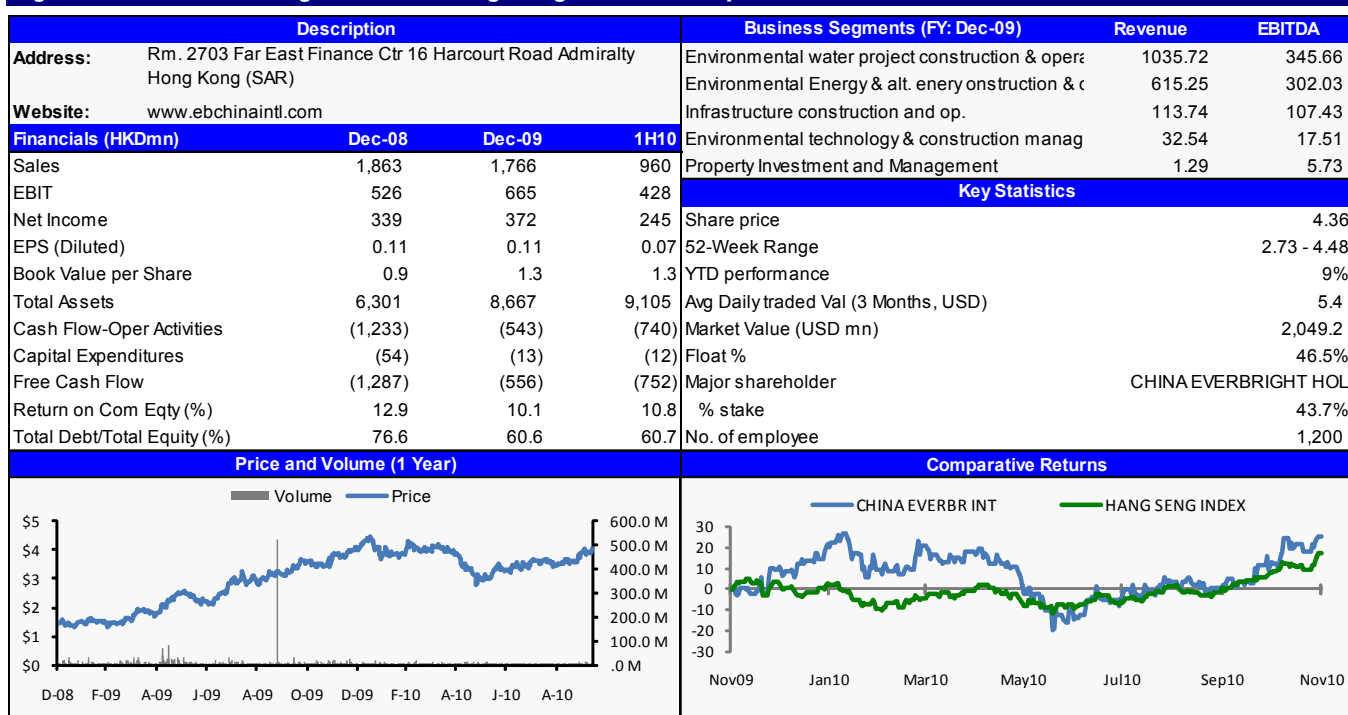 Description
Address: Rm. 2703 Far East Finance Ctr 16 Harcourt Road Admiralty
Hong Kong (SAR)
Website: www.ebchinaintl.com
Financials (HKDmn) Dec-08 Dec-09 1H10
Sales 1,863 1,766 960
EBIT 526 665 428
Net Income 339 372 245
EPS (Diluted) 0.11 0.11 0.07
Book Value per Share 0.9 1.3 1.3
Total Assets 6,301 8,667 9,105
Cash Flow-Oper Activities (1,233) (543) (740)
Capital Expenditures (54) (13) (12)
Free Cash Flow (1,287) (556) (752)
Return on Com Eqty (%) 12.9 10.1 10.8
Total Debt/Total Equity (%) 76.6 60.6 60.7
Business Segments (FY: Dec-09) Revenue EBITDA
Environmental water project construction & opera 1035.72 345.66
Environmental Energy & alt. enery onstruction & c 615.25 302.03
Infrastructure construction and op. 113.74 107.43
Environmental technology & construction manag 32.54 17.51
Property Investment and Management 1.29 5.73
Key Statistics
Share price 4.36
52-Week Range 2.73 - 4.48
YTD performance 9%
Avg Daily traded Val (3 Months, USD) 5.4
Market Value (USD mn) 2,049.2
Float % 46.5%
Major shareholder CHINA EVERBRIGHT HOL
% stake 43.7%
No. of employee 1,200
Price and Volume (1 Year)
Volume Price
$5 600.0 M
500.0 M
$4 400.0 M
$3 300.0 M
$2 200.0 M
$1 100.0 M
$0 .0 M
D-08 F-09 A-09 J-09 A-09 O-09 D-09 F-10 A-10 J-10 A-10
Comparative Returns
CHINA EVERBR INT HANG SENG INDEX
30
20
10
0
-10
-20
-30
Nov09 Jan10 Mar10 May10 Jul10 Sep10 Nov10